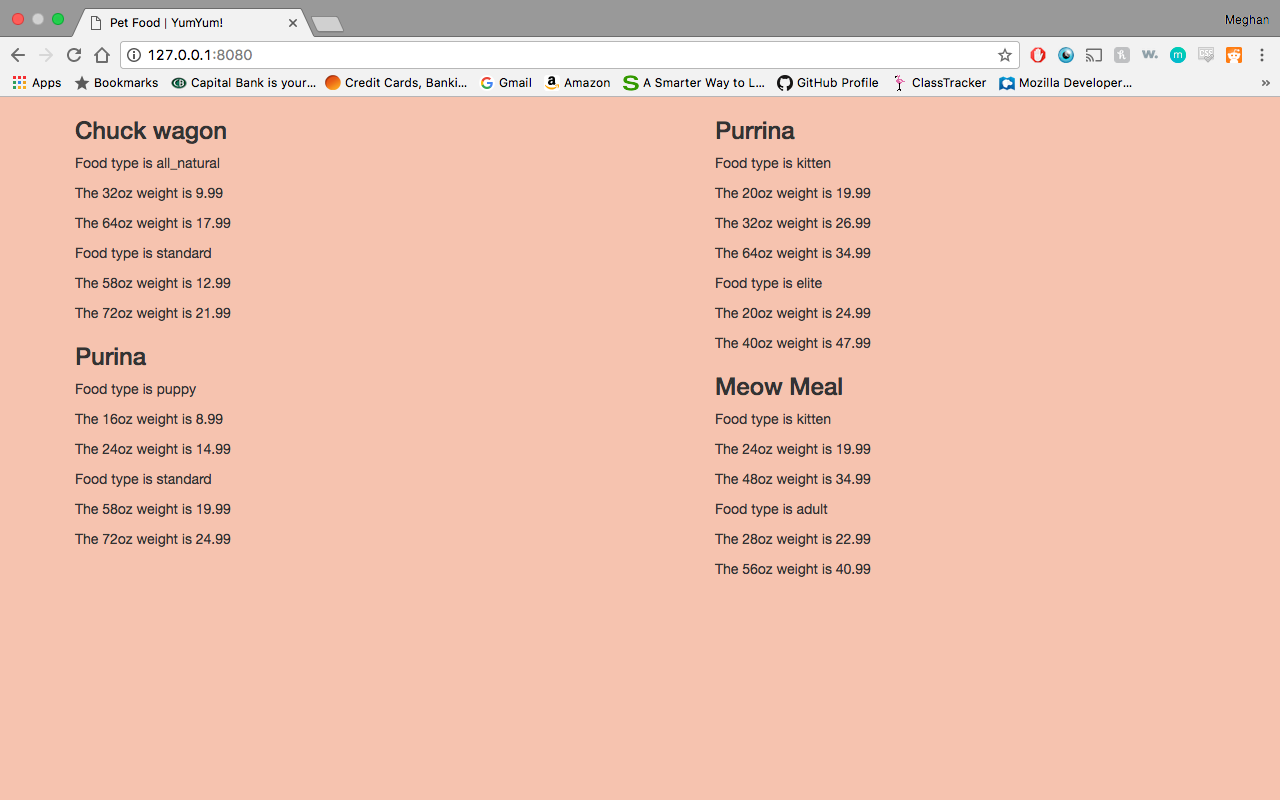 Pet Food | YumYum!
Meghan
127.0.0.1:8080
Apps Bookmarks Capital Bank is your... Credit Cards, Banki... Gmail Amazon A Smarter Way to L... GitHub Profile ClassTracker Mozilla Developer... »
Chuck wagon
Food type is all_natural
The 32oz weight is 9.99
The 64oz weight is 17.99
Food type is standard
The 58oz weight is 12.99
The 72oz weight is 21.99
Purina
Food type is puppy
The 16oz weight is 8.99
The 24oz weight is 14.99
Food type is standard
The 58oz weight is 19.99
The 72oz weight is 24.99
Purrina
Food type is kitten
The 20oz weight is 19.99
The 32oz weight is 26.99
The 64oz weight is 34.99
Food type is elite
The 20oz weight is 24.99
The 40oz weight is 47.99
Meow Meal
Food type is kitten
The 24oz weight is 19.99
The 48oz weight is 34.99
Food type is adult
The 28oz weight is 22.99
The 56oz weight is 40.99